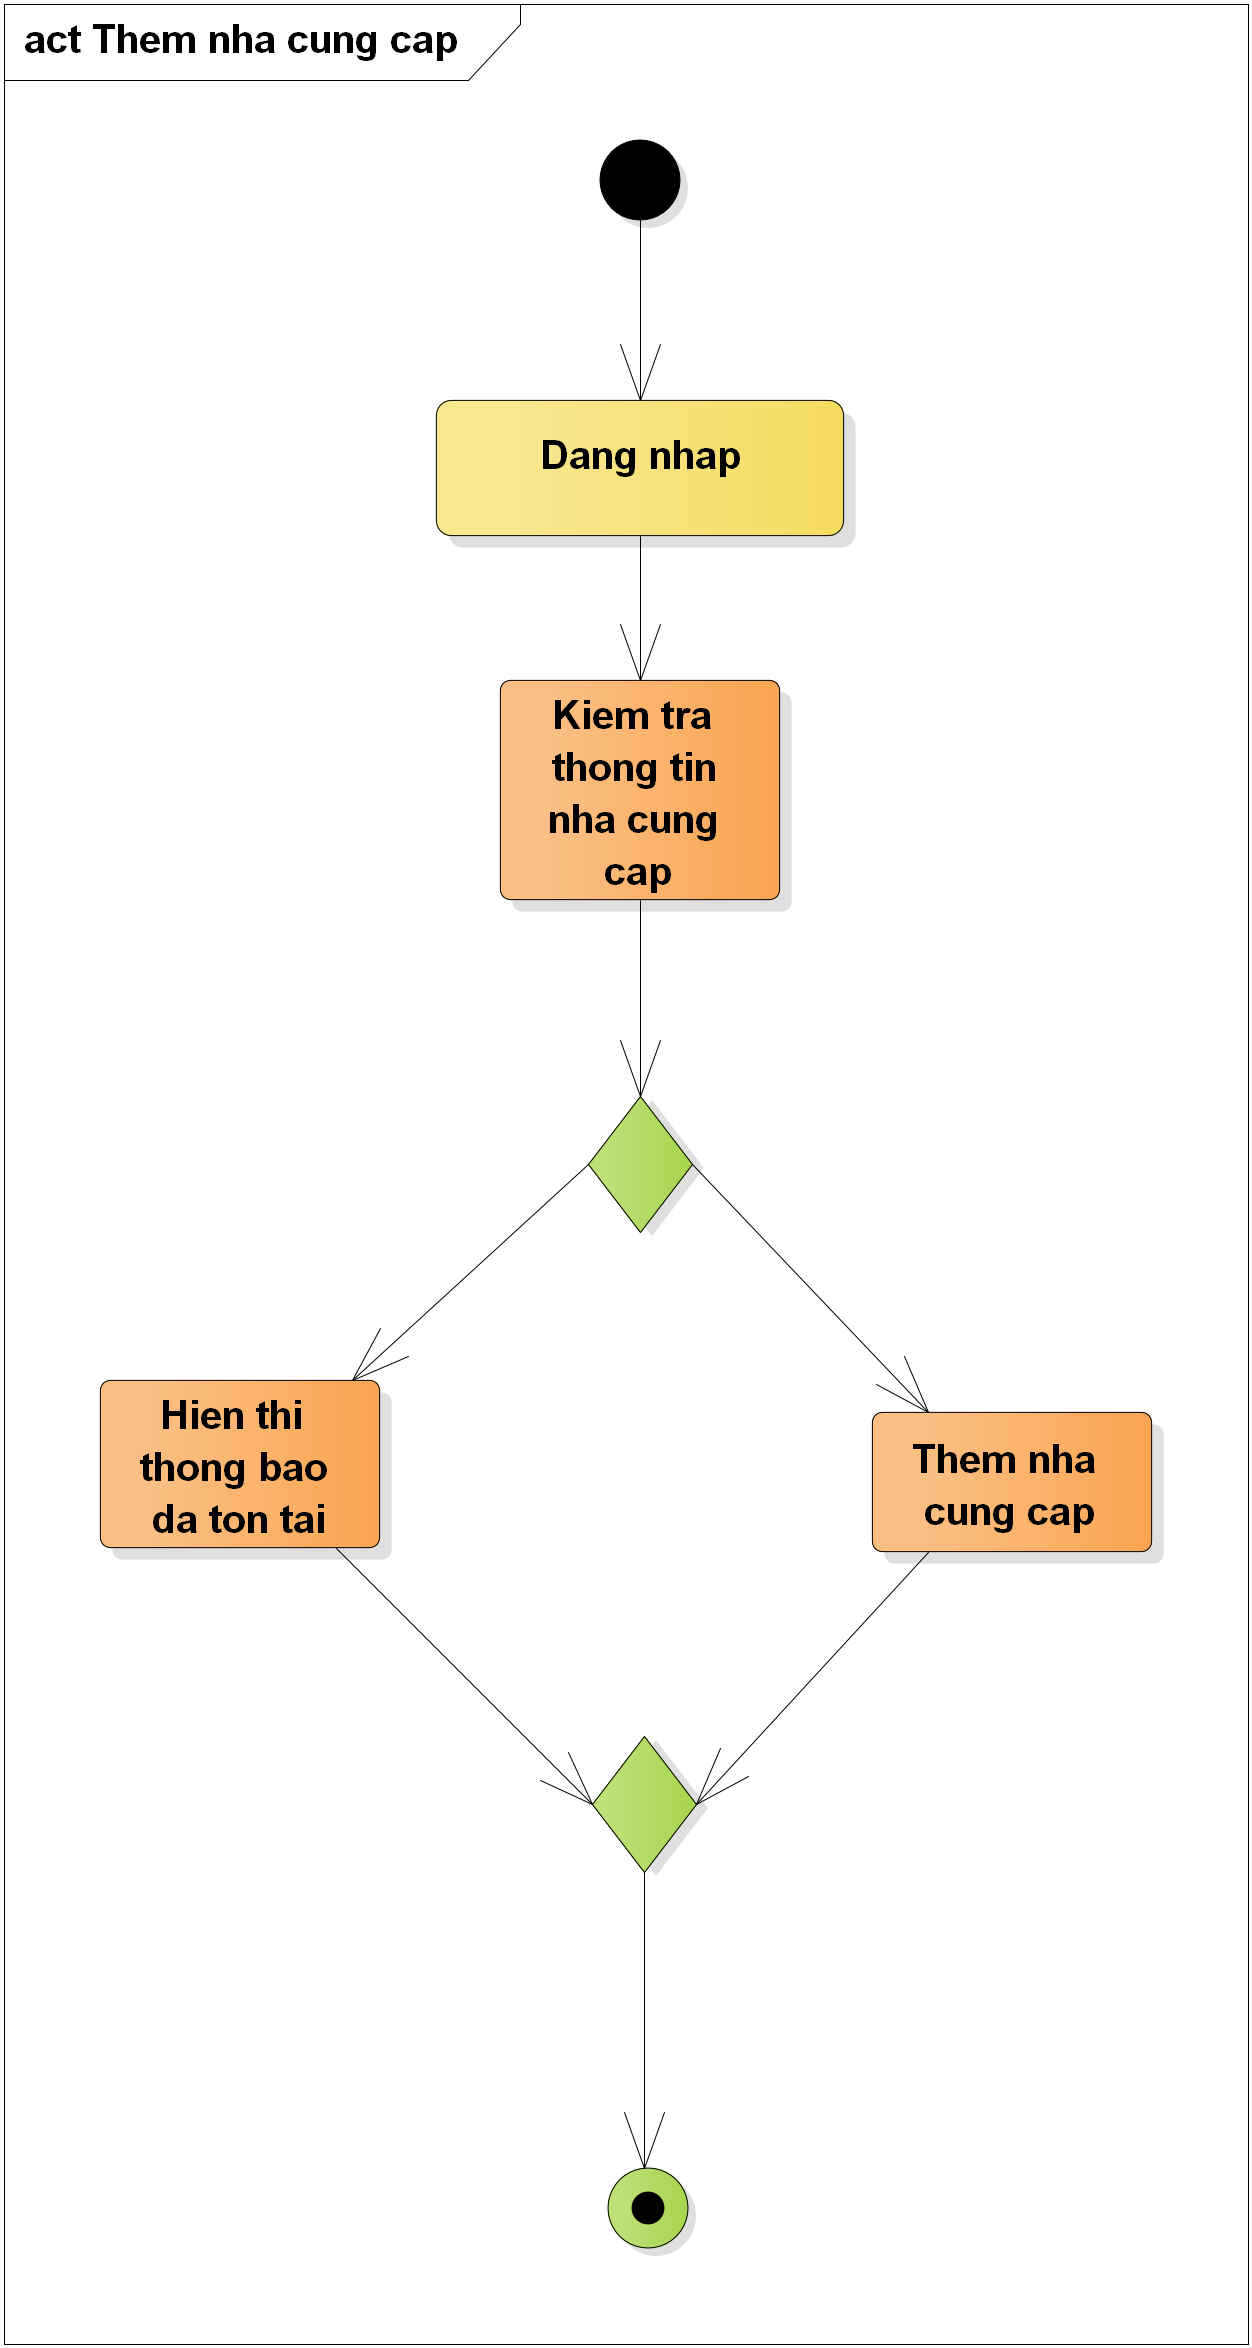 act Them nha cung cap
Dang nhap
Kiem tra
thong tin
nha cung
cap
Hien thi
thong bao
da ton tai
Them nha
cung cap